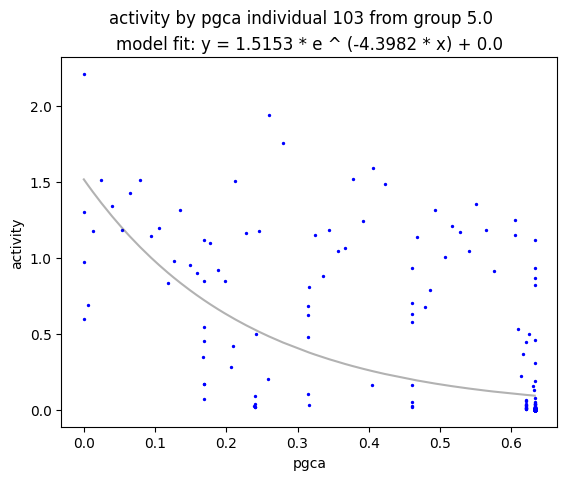 activity by pgca individual 103 from group 5.0
model fit: y = 1.5153 * e ^ (-4.3982 * x) + 0.0
2.0
1.5
1.0
0.5
0.0
activity
0.0 0.1 0.2 0.3 0.4 0.5 0.6
pgca